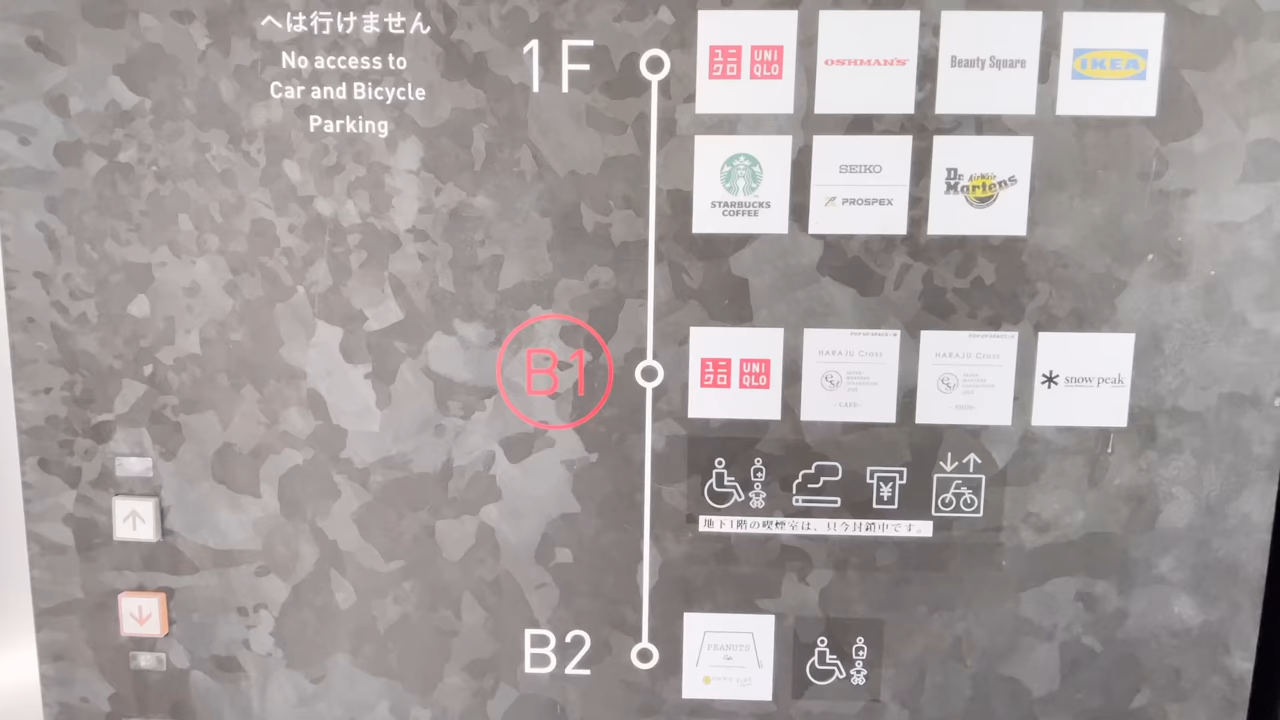 へは行けません
No access to
Car and Bicycle
Parking
1F
ユニクロ UNIQLO
OSHMAN'S
Beauty Square
IKEA
STARBUCKS
COFFEE
SEIKO
PROSPEX
Dr. Martens
AirWair
B1
ユニクロ UNIQLO
HARAJU Cross
esf
- CAFE -
HARAJU Cross
esf
snow peak
地下1階の喫煙室は、只今封鎖中です。
B2
PEANUTS